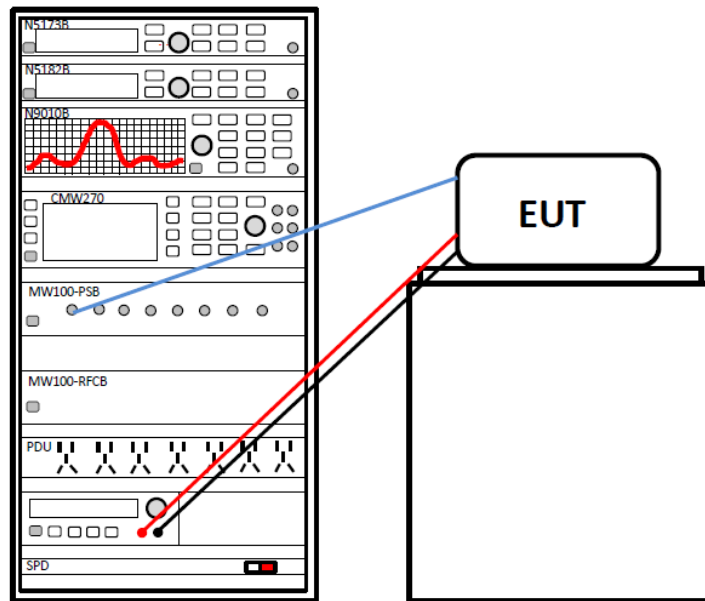 N5173B
N5182B
N9010B
CMW270
EUT
MW100-PSB
MW100-RFCB
PDU
SPD